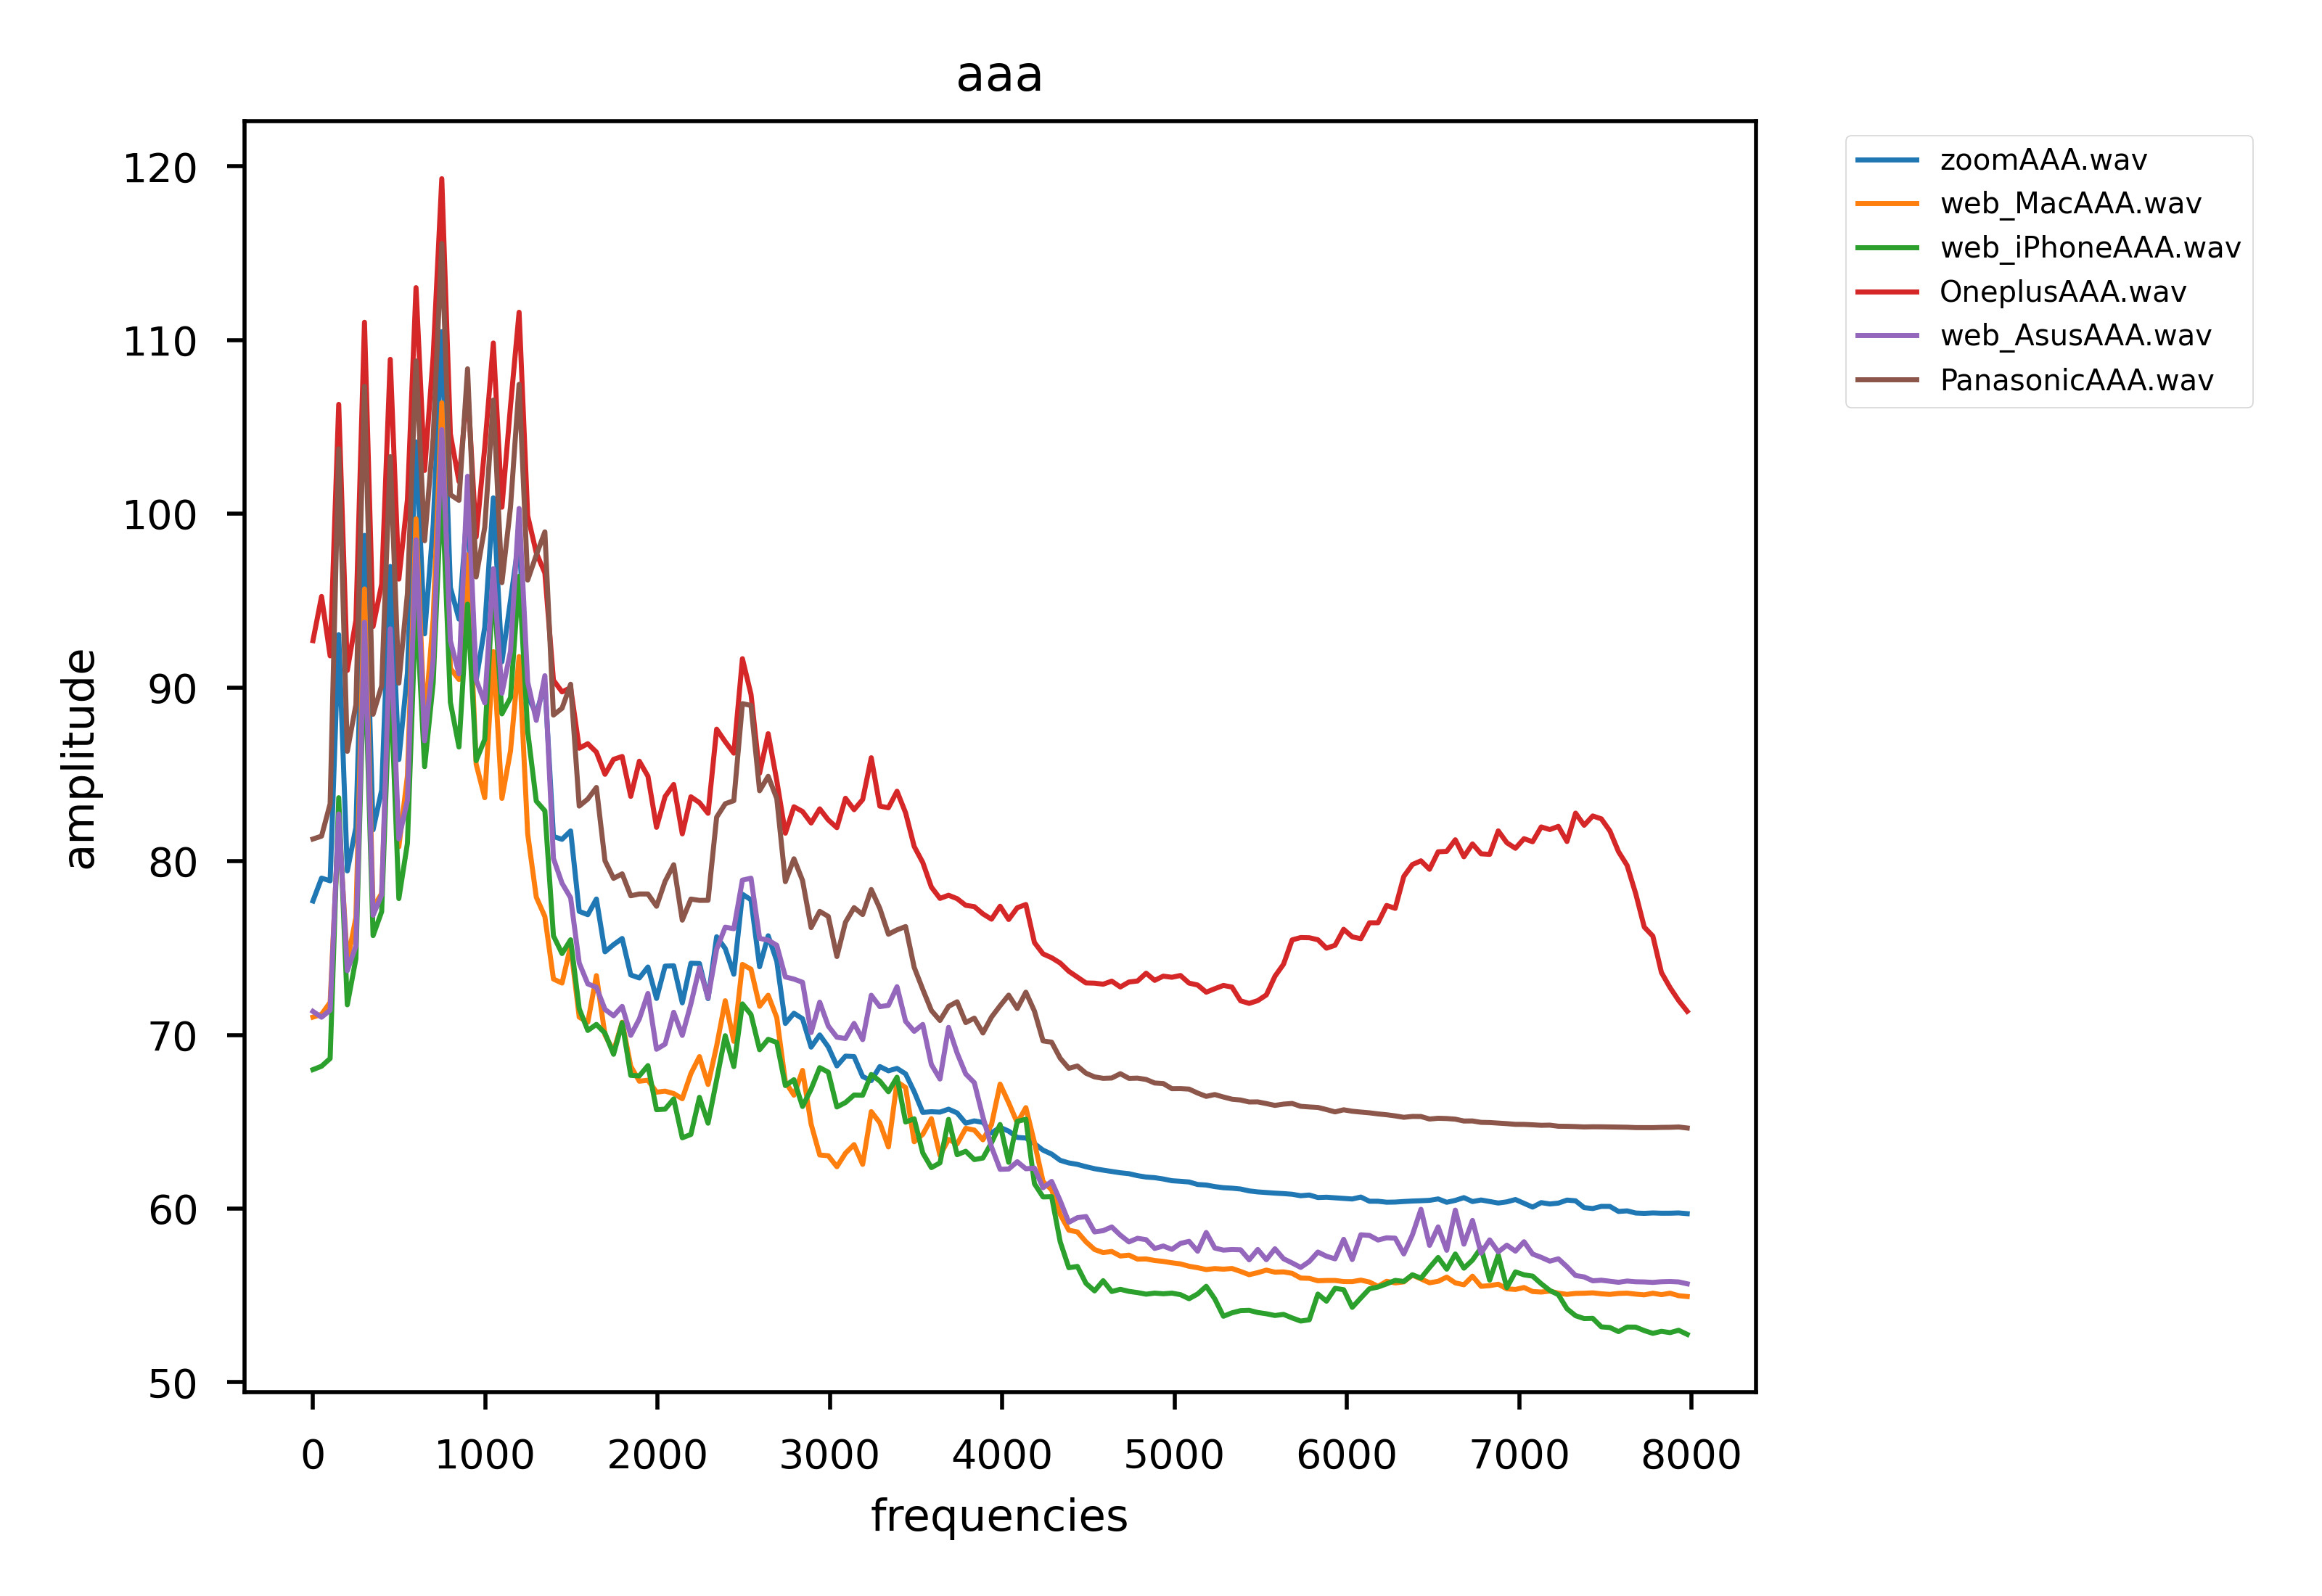 aaa
120
110
100
90
80
70
60
50
amplitude
0 1000 2000 3000 4000 5000 6000 7000 8000
frequencies
zoomAAA.wav
web_MacAAA.wav
web_iPhoneAAA.wav
OneplusAAA.wav
web_AsusAAA.wav
PanasonicAAA.wav